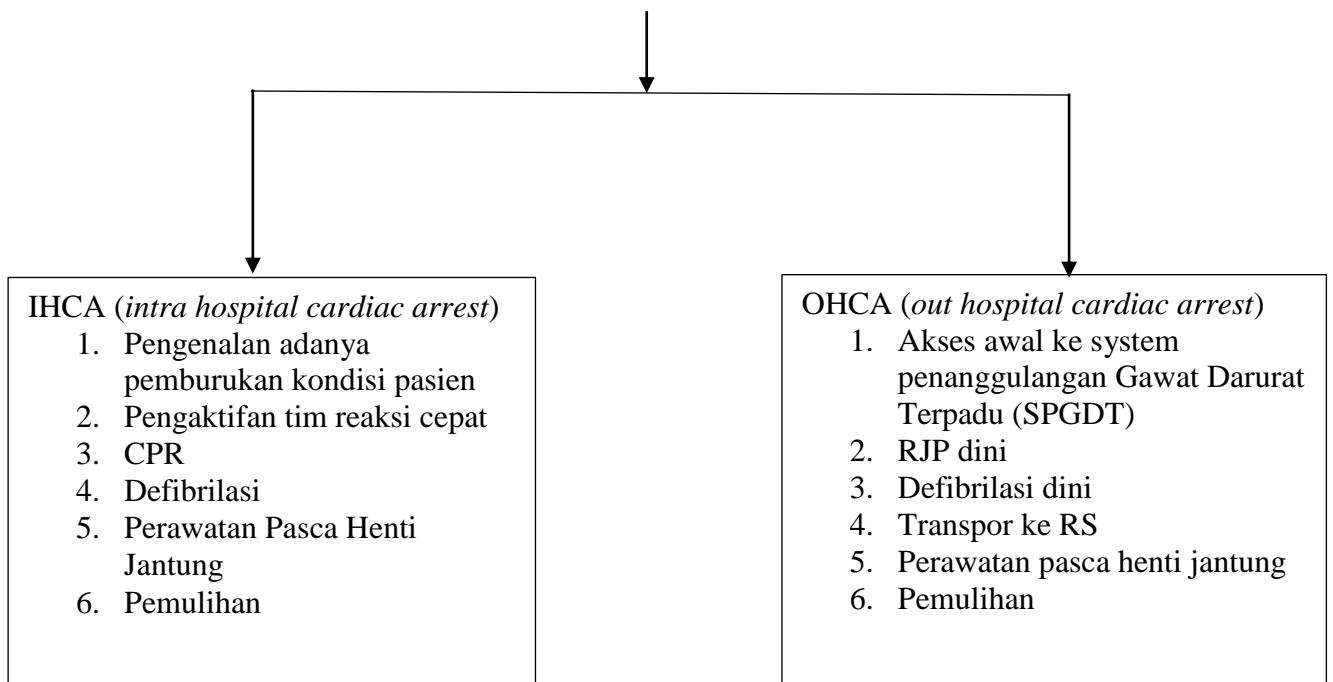 IHCA (intra hospital cardiac arrest)
1. Pengenalan adanya
pemburukan kondisi pasien
2. Pengaktifan tim reaksi cepat
3. CPR
4. Defibrilasi
5. Perawatan Pasca Henti
Jantung
6. Pemulihan
OHCA (out hospital cardiac arrest)
1. Akses awal ke system
penanggulangan Gawat Darurat
Terpadu (SPGDT)
2. RJP dini
3. Defibrilasi dini
4. Transpor ke RS
5. Perawatan pasca henti jantung
6. Pemulihan